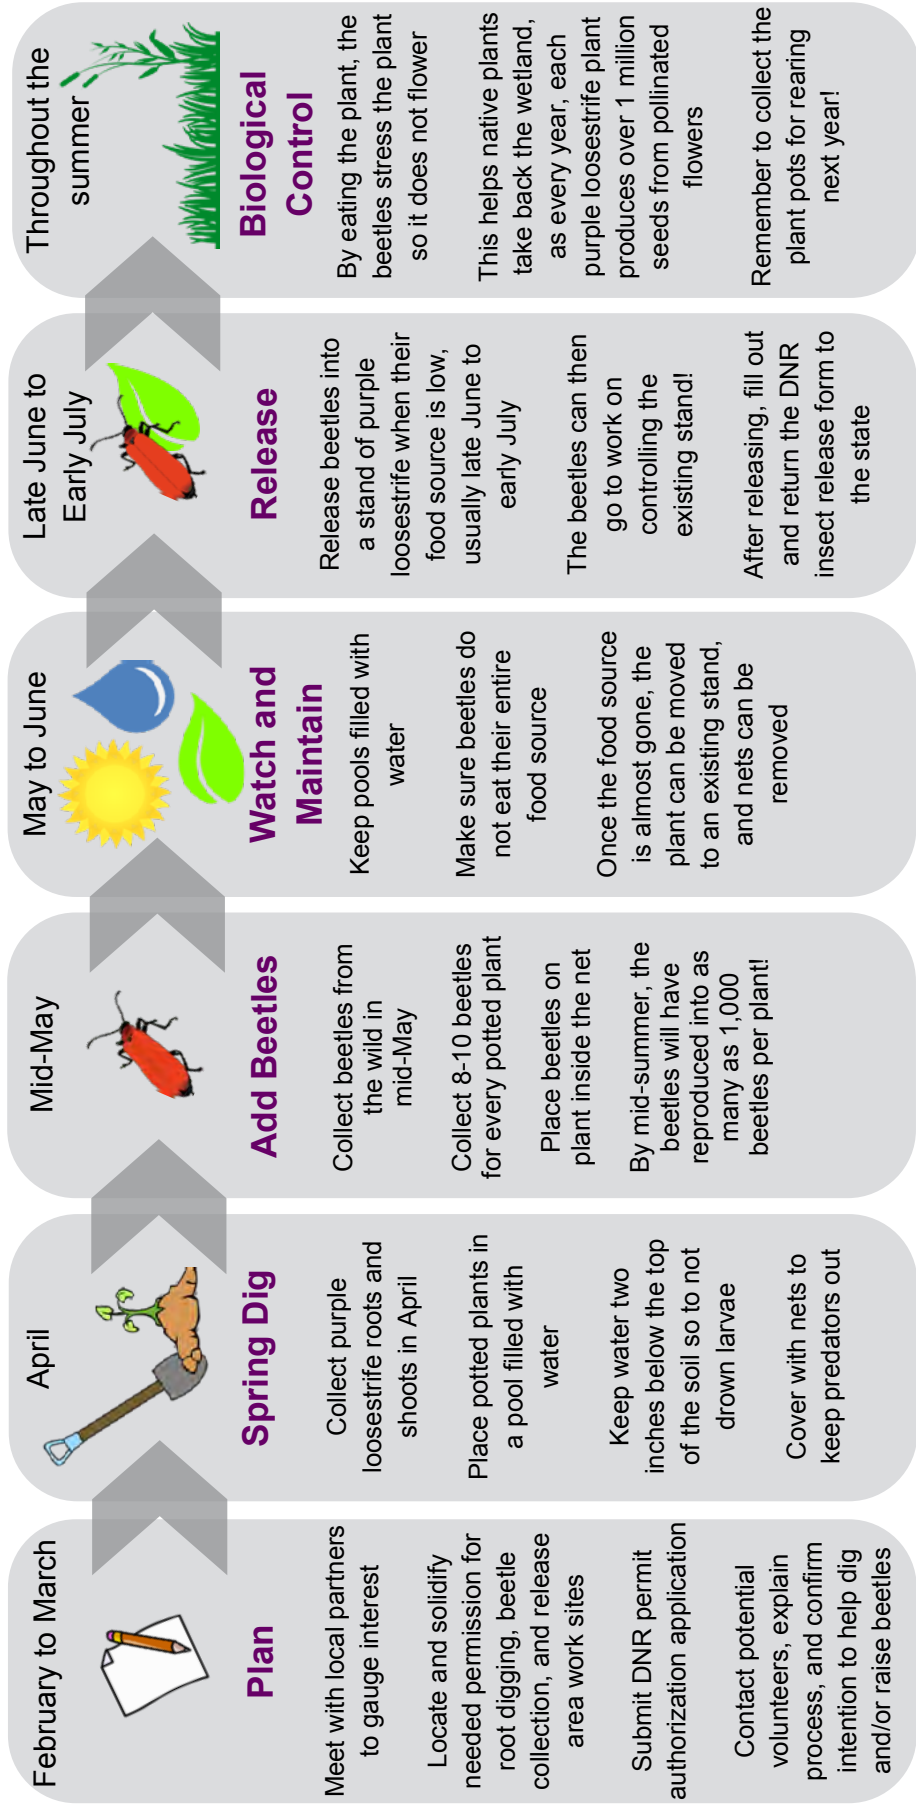 February to March
Plan
Meet with local partners
to gauge interest
Locate and solidify
needed permission for
root digging, beetle
collection, and release
area work sites
Submit DNR permit
authorization application
Contact potential
volunteers, explain
process, and confirm
intention to help dig
and/or raise beetles
April
Spring Dig
Collect purple
loosestrife roots and
shoots in April
Place potted plants in
a pool filled with
water
Keep water two
inches below the top
of the soil so to not
drown larvae
Cover with nets to
keep predators out
Mid-May
Add Beetles
Collect beetles from
the wild in
mid-May
Collect 8-10 beetles
for every potted plant
Place beetles on
plant inside the net
By mid-summer, the
beetles will have
reproduced into as
many as 1,000
beetles per plant!
May to June
Watch and
Maintain
Keep pools filled with
water
Make sure beetles do
not eat their entire
food source
Once the food source
is almost gone, the
plant can be moved
to an existing stand,
and nets can be
removed
Late June to
Early July
Release
Release beetles into
a stand of purple
loosestrife when their
food source is low,
usually late June to
early July
The beetles can then
go to work on
controlling the
existing stand!
After releasing, fill out
and return the DNR
insect release form to
the state
Throughout the
summer
Biological
Control
By eating the plant, the
beetles stress the plant
so it does not flower
This helps native plants
take back the wetland,
as every year, each
purple loosestrife plant
produces over 1 million
seeds from pollinated
flowers
Remember to collect the
plant pots for rearing
next year!